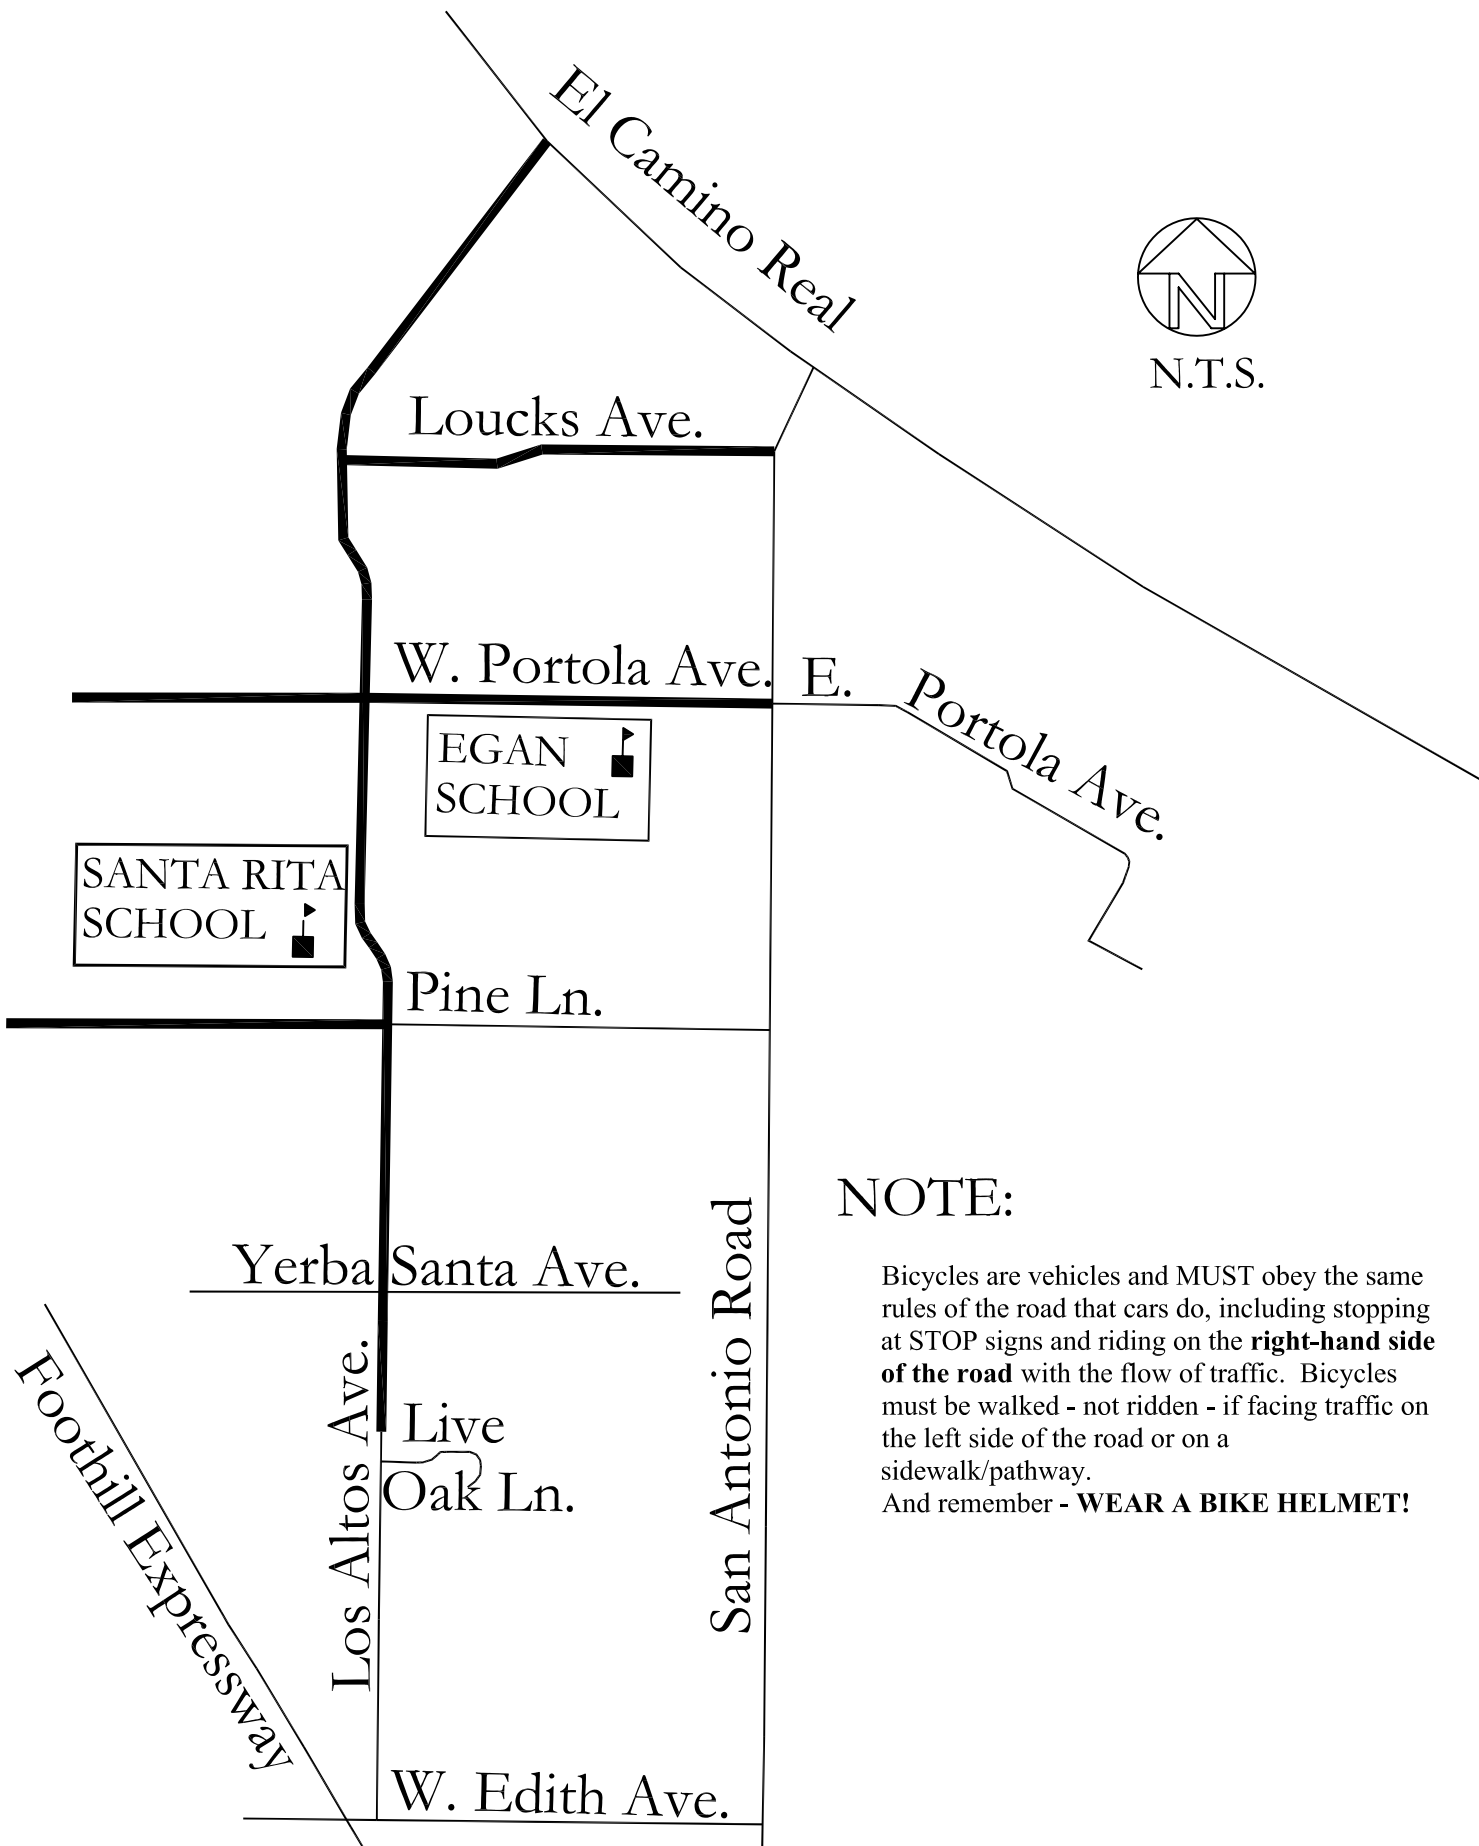 El Camino Real
N
N.T.S.
Loucks Ave.
W. Portola Ave.
E. Portola Ave.
EGAN
SCHOOL
SANTA RITA
SCHOOL
Pine Ln.
NOTE:
Yerba Santa Ave.
San Antonio Road
Bicycles are vehicles and MUST obey the same
rules of the road that cars do, including stopping
at STOP signs and riding on the right-hand side
of the road with the flow of traffic.  Bicycles
must be walked - not ridden - if facing traffic on
the left side of the road or on a
sidewalk/pathway.
And remember - WEAR A BIKE HELMET!
Foothill Expressway
Los Altos Ave.
Live
Oak Ln.
W. Edith Ave.